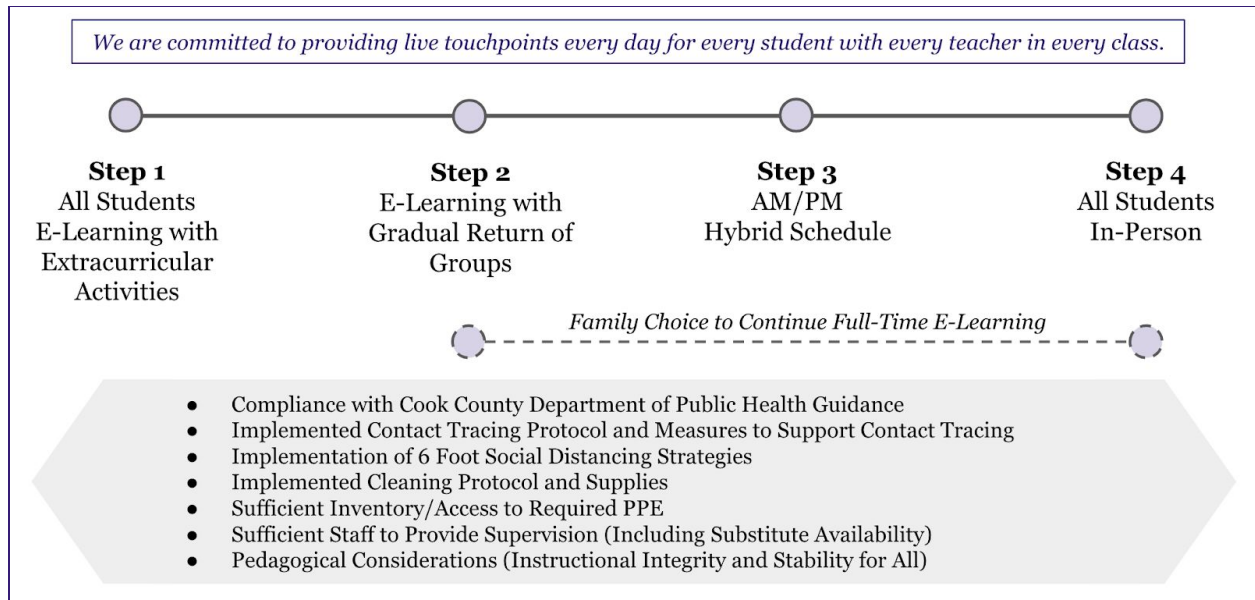 We are committed to providing live touchpoints every day for every student with every teacher in every class.
Step 1
All Students
E-Learning with
Extracurricular
Activities
Step 2
E-Learning with
Gradual Return of
Groups
Step 3
AM/PM
Hybrid Schedule
Step 4
All Students
In-Person
Family Choice to Continue Full-Time E-Learning
● Compliance with Cook County Department of Public Health Guidance
● Implemented Contact Tracing Protocol and Measures to Support Contact Tracing
● Implementation of 6 Foot Social Distancing Strategies
● Implemented Cleaning Protocol and Supplies
● Sufficient Inventory/Access to Required PPE
● Sufficient Staff to Provide Supervision (Including Substitute Availability)
● Pedagogical Considerations (Instructional Integrity and Stability for All)